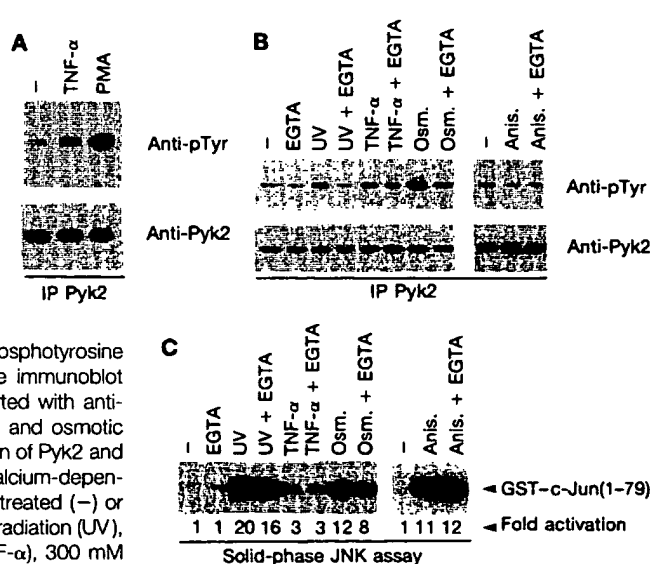 A
B
–
TNF-α
PMA
–
EGTA
UV
UV + EGTA
TNF-α
TNF-α + EGTA
Osm.
Osm. + EGTA
–
Anis.
Anis. + EGTA
Anti-pTyr
Anti-pTyr
Anti-Pyk2
Anti-Pyk2
IP Pyk2
IP Pyk2
osphotyrosine
e immunoblot
ted with anti-
and osmotic
n of Pyk2 and
alcium-depen-
treated (–) or
radiation (UV),
F-α), 300 mM
C
–
EGTA
UV
UV + EGTA
TNF-α
TNF-α + EGTA
Osm.
Osm. + EGTA
–
Anis.
Anis. + EGTA
◄ GST–c-Jun(1–79)
1 1 20 16 3 3 12 8 1 11 12 ◄ Fold activation
Solid-phase JNK assay